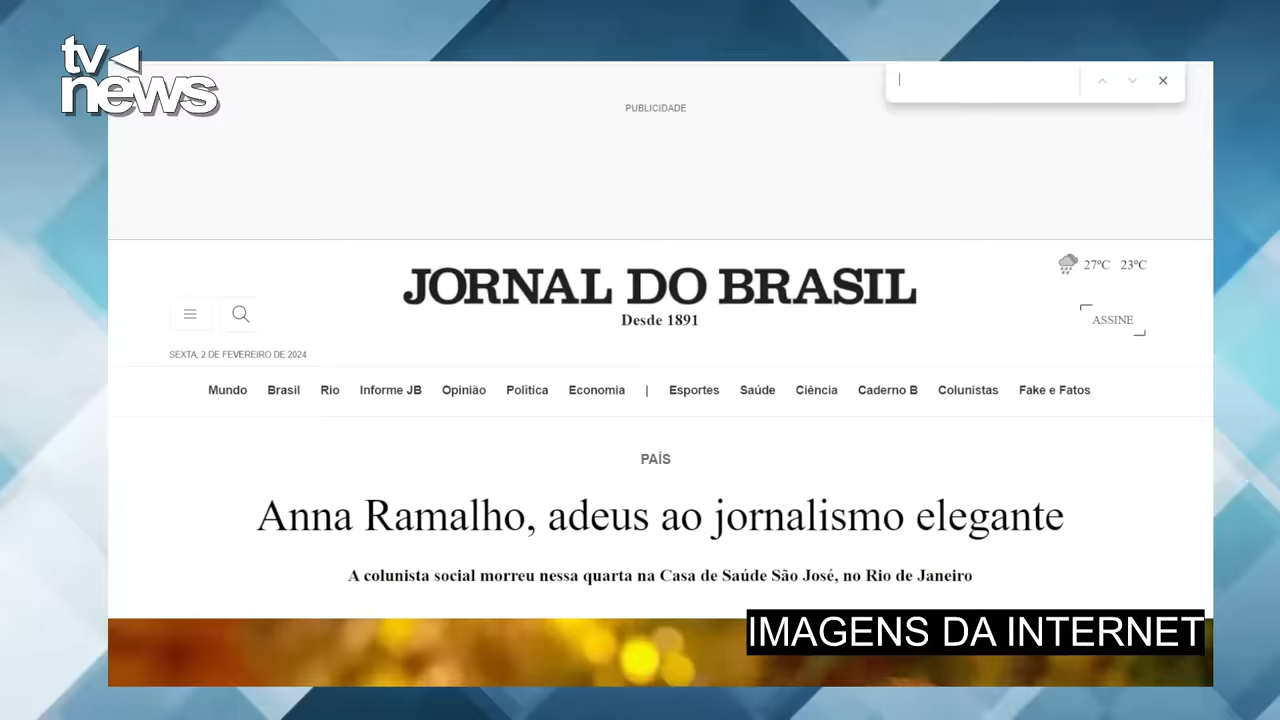 tv
news
PUBLICIDADE
27ºC 23ºC
JORNAL DO BRASIL
Desde 1891
ASSINE
SEXTA, 2 DE FEVEREIRO DE 2024
Mundo Brasil Rio Informe JB Opinião Política Economia | Esportes Saúde Ciência Caderno B Colunistas Fake e Fatos
PAÍS
Anna Ramalho, adeus ao jornalismo elegante
A colunista social morreu nessa quarta na Casa de Saúde São José, no Rio de Janeiro
IMAGENS DA INTERNET